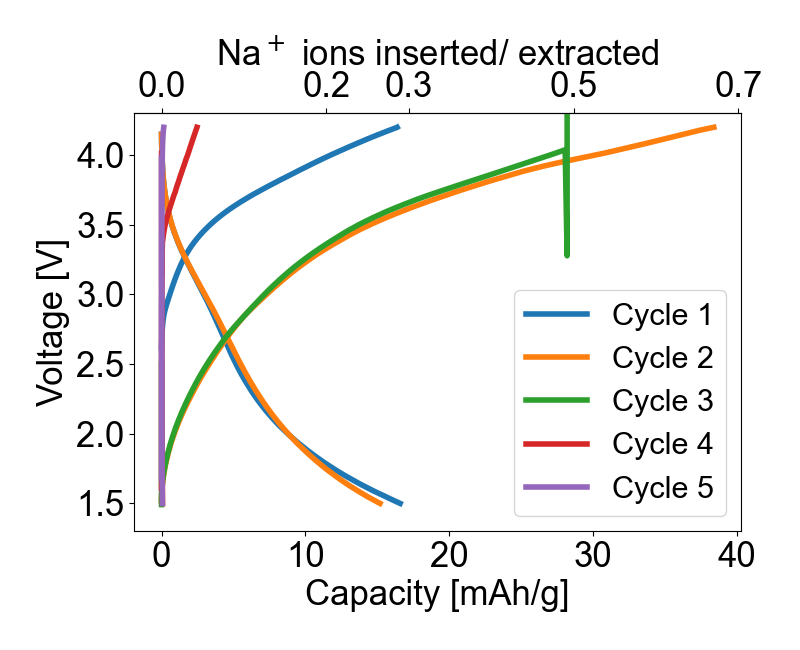 Na+ ions inserted/ extracted
0.0 0.2 0.3 0.5 0.7
4.0
3.5
3.0
2.5
2.0
1.5
Voltage [V]
Cycle 1
Cycle 2
Cycle 3
Cycle 4
Cycle 5
0 10 20 30 40
Capacity [mAh/g]